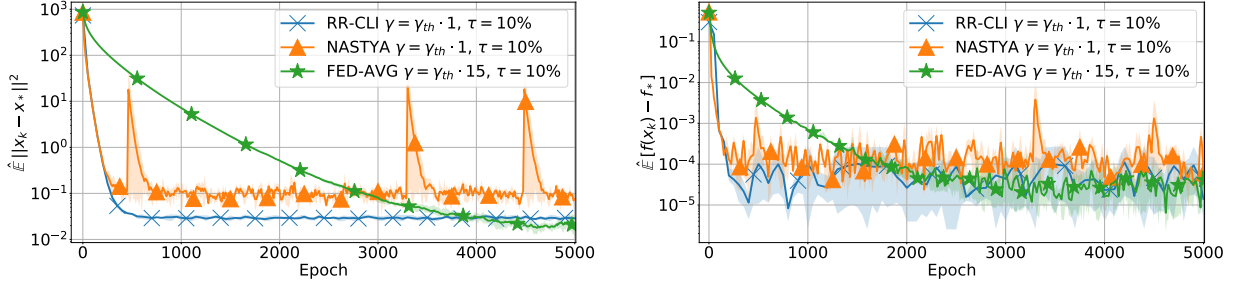 10³
10²
10¹
10⁰
10⁻¹
10⁻²
0
1000
2000
3000
4000
5000
Epoch
𝔼̂ ||x_k − x_*||²
RR-CLI γ = γ_th · 1, τ = 10%
NASTYA γ = γ_th · 1, τ = 10%
FED-AVG γ = γ_th · 15, τ = 10%
10⁻¹
10⁻²
10⁻³
10⁻⁴
10⁻⁵
0
1000
2000
3000
4000
5000
Epoch
𝔼̂ [f(x_k) − f_*]
RR-CLI γ = γ_th · 1, τ = 10%
NASTYA γ = γ_th · 1, τ = 10%
FED-AVG γ = γ_th · 15, τ = 10%